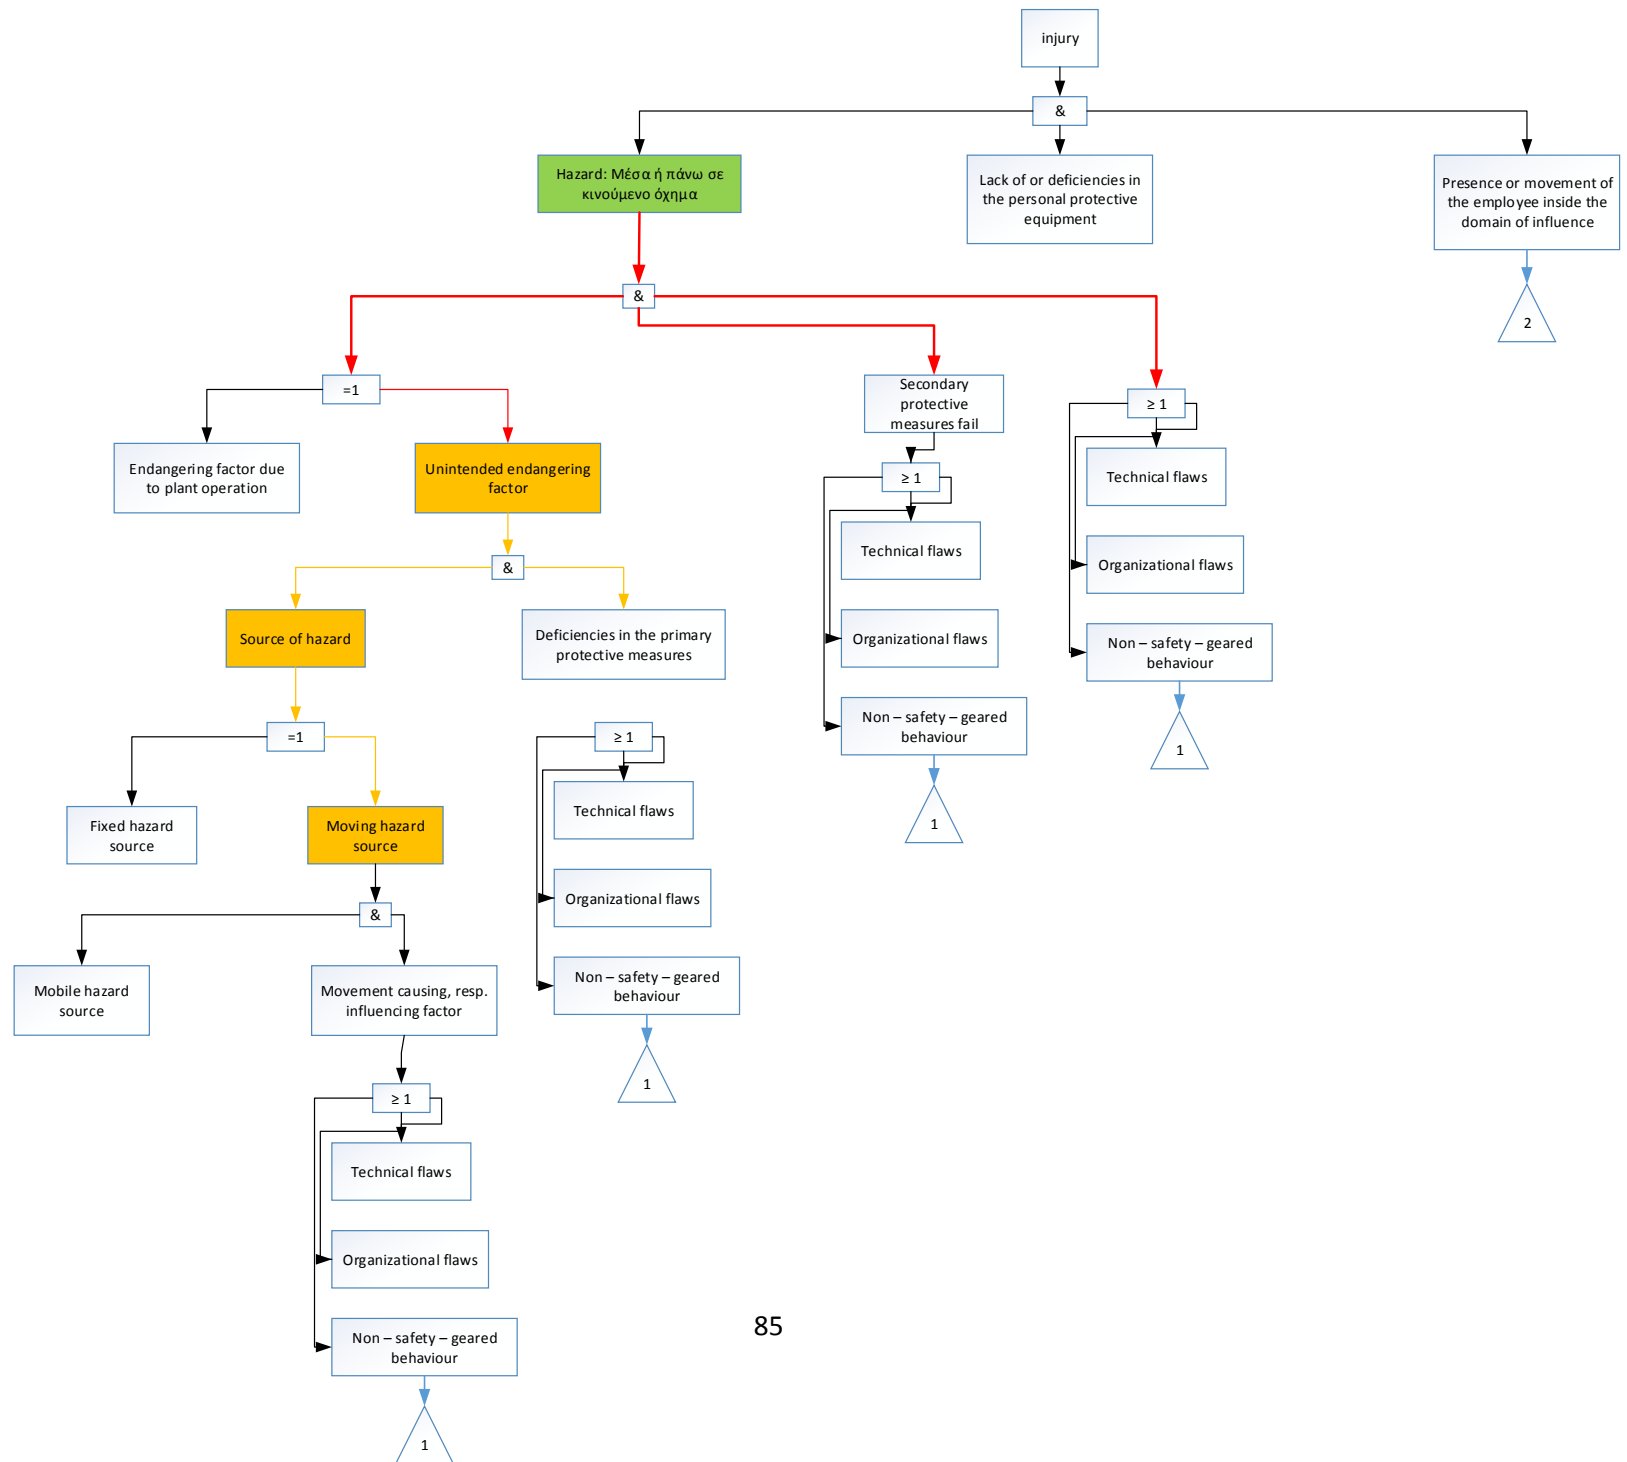 injury
&
Hazard: Μέσα ή πάνω σε
κινούμενο όχημα
Lack of or deficiencies in
the personal protective
equipment
Presence or movement of
the employee inside the
domain of influence
&
2
=1
Secondary
protective
measures fail
≥ 1
Endangering factor due
to plant operation
Unintended endangering
factor
≥ 1
Technical flaws
Technical flaws
Organizational flaws
&
Source of hazard
Deficiencies in the primary
protective measures
Organizational flaws
Non – safety – geared
behaviour
Non – safety – geared
behaviour
1
=1
≥ 1
1
Fixed hazard
source
Moving hazard
source
Technical flaws
Organizational flaws
&
Mobile hazard
source
Movement causing, resp.
influencing factor
Non – safety – geared
behaviour
1
≥ 1
Technical flaws
Organizational flaws
Non – safety – geared
behaviour
85
1